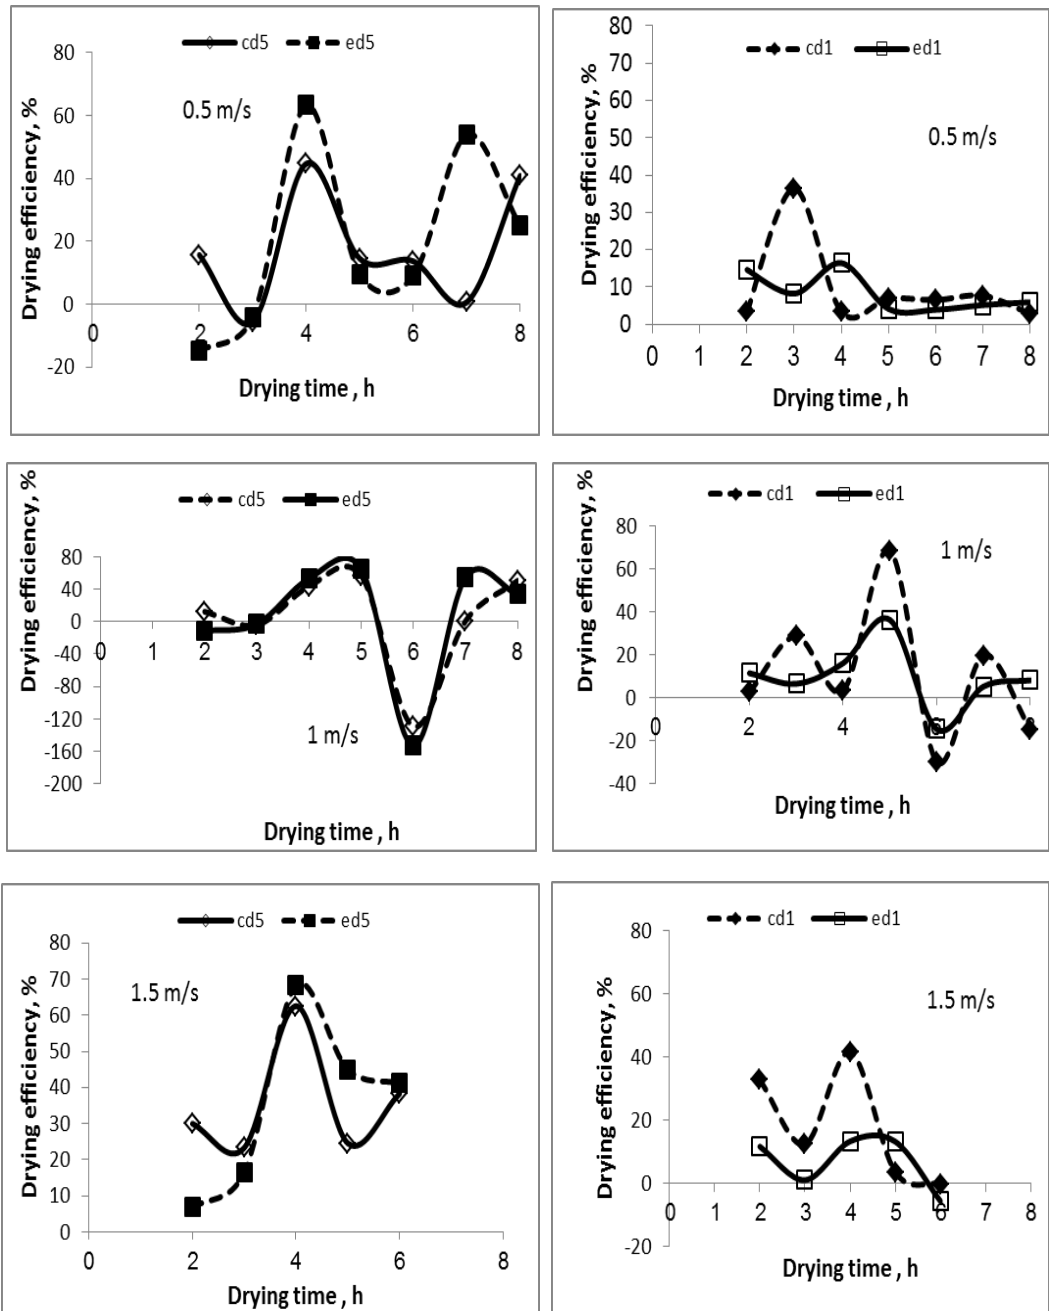 cd5 ed5
Drying efficiency, %
0.5 m/s
80
60
40
20
0
-20
0 2 4 6 8
Drying time , h
cd1 ed1
Drying efficiency, %
0.5 m/s
80
70
60
50
40
30
20
10
0
0 1 2 3 4 5 6 7 8
Drying time , h
cd5 ed5
Drying efficiency, %
1 m/s
80
40
0
-40
-80
-120
-160
-200
0 1 2 3 4 5 6 7 8
Drying time , h
cd1 ed1
Drying efficiency, %
1 m/s
80
60
40
20
0
-20
-40
0 2 4
Drying time , h
cd5 ed5
Drying efficiency, %
1.5 m/s
80
70
60
50
40
30
20
10
0
0 2 4 6 8
Drying time , h
cd1 ed1
Drying efficiency, %
1.5 m/s
80
60
40
20
0
-20
0 1 2 3 4 5 6 7 8
Drying time , h